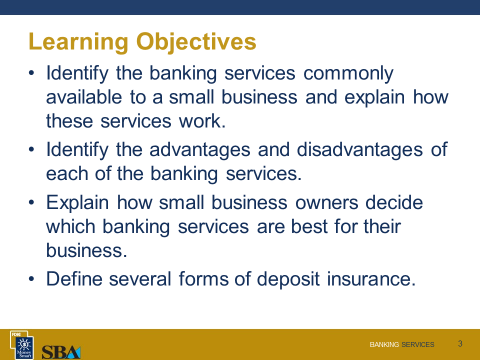 Learning Objectives
• Identify the banking services commonly
available to a small business and explain how
these services work.
• Identify the advantages and disadvantages of
each of the banking services.
• Explain how small business owners decide
which banking services are best for their
business.
• Define several forms of deposit insurance.
FDIC
Money
Smart
SBA
BANKING SERVICES 3